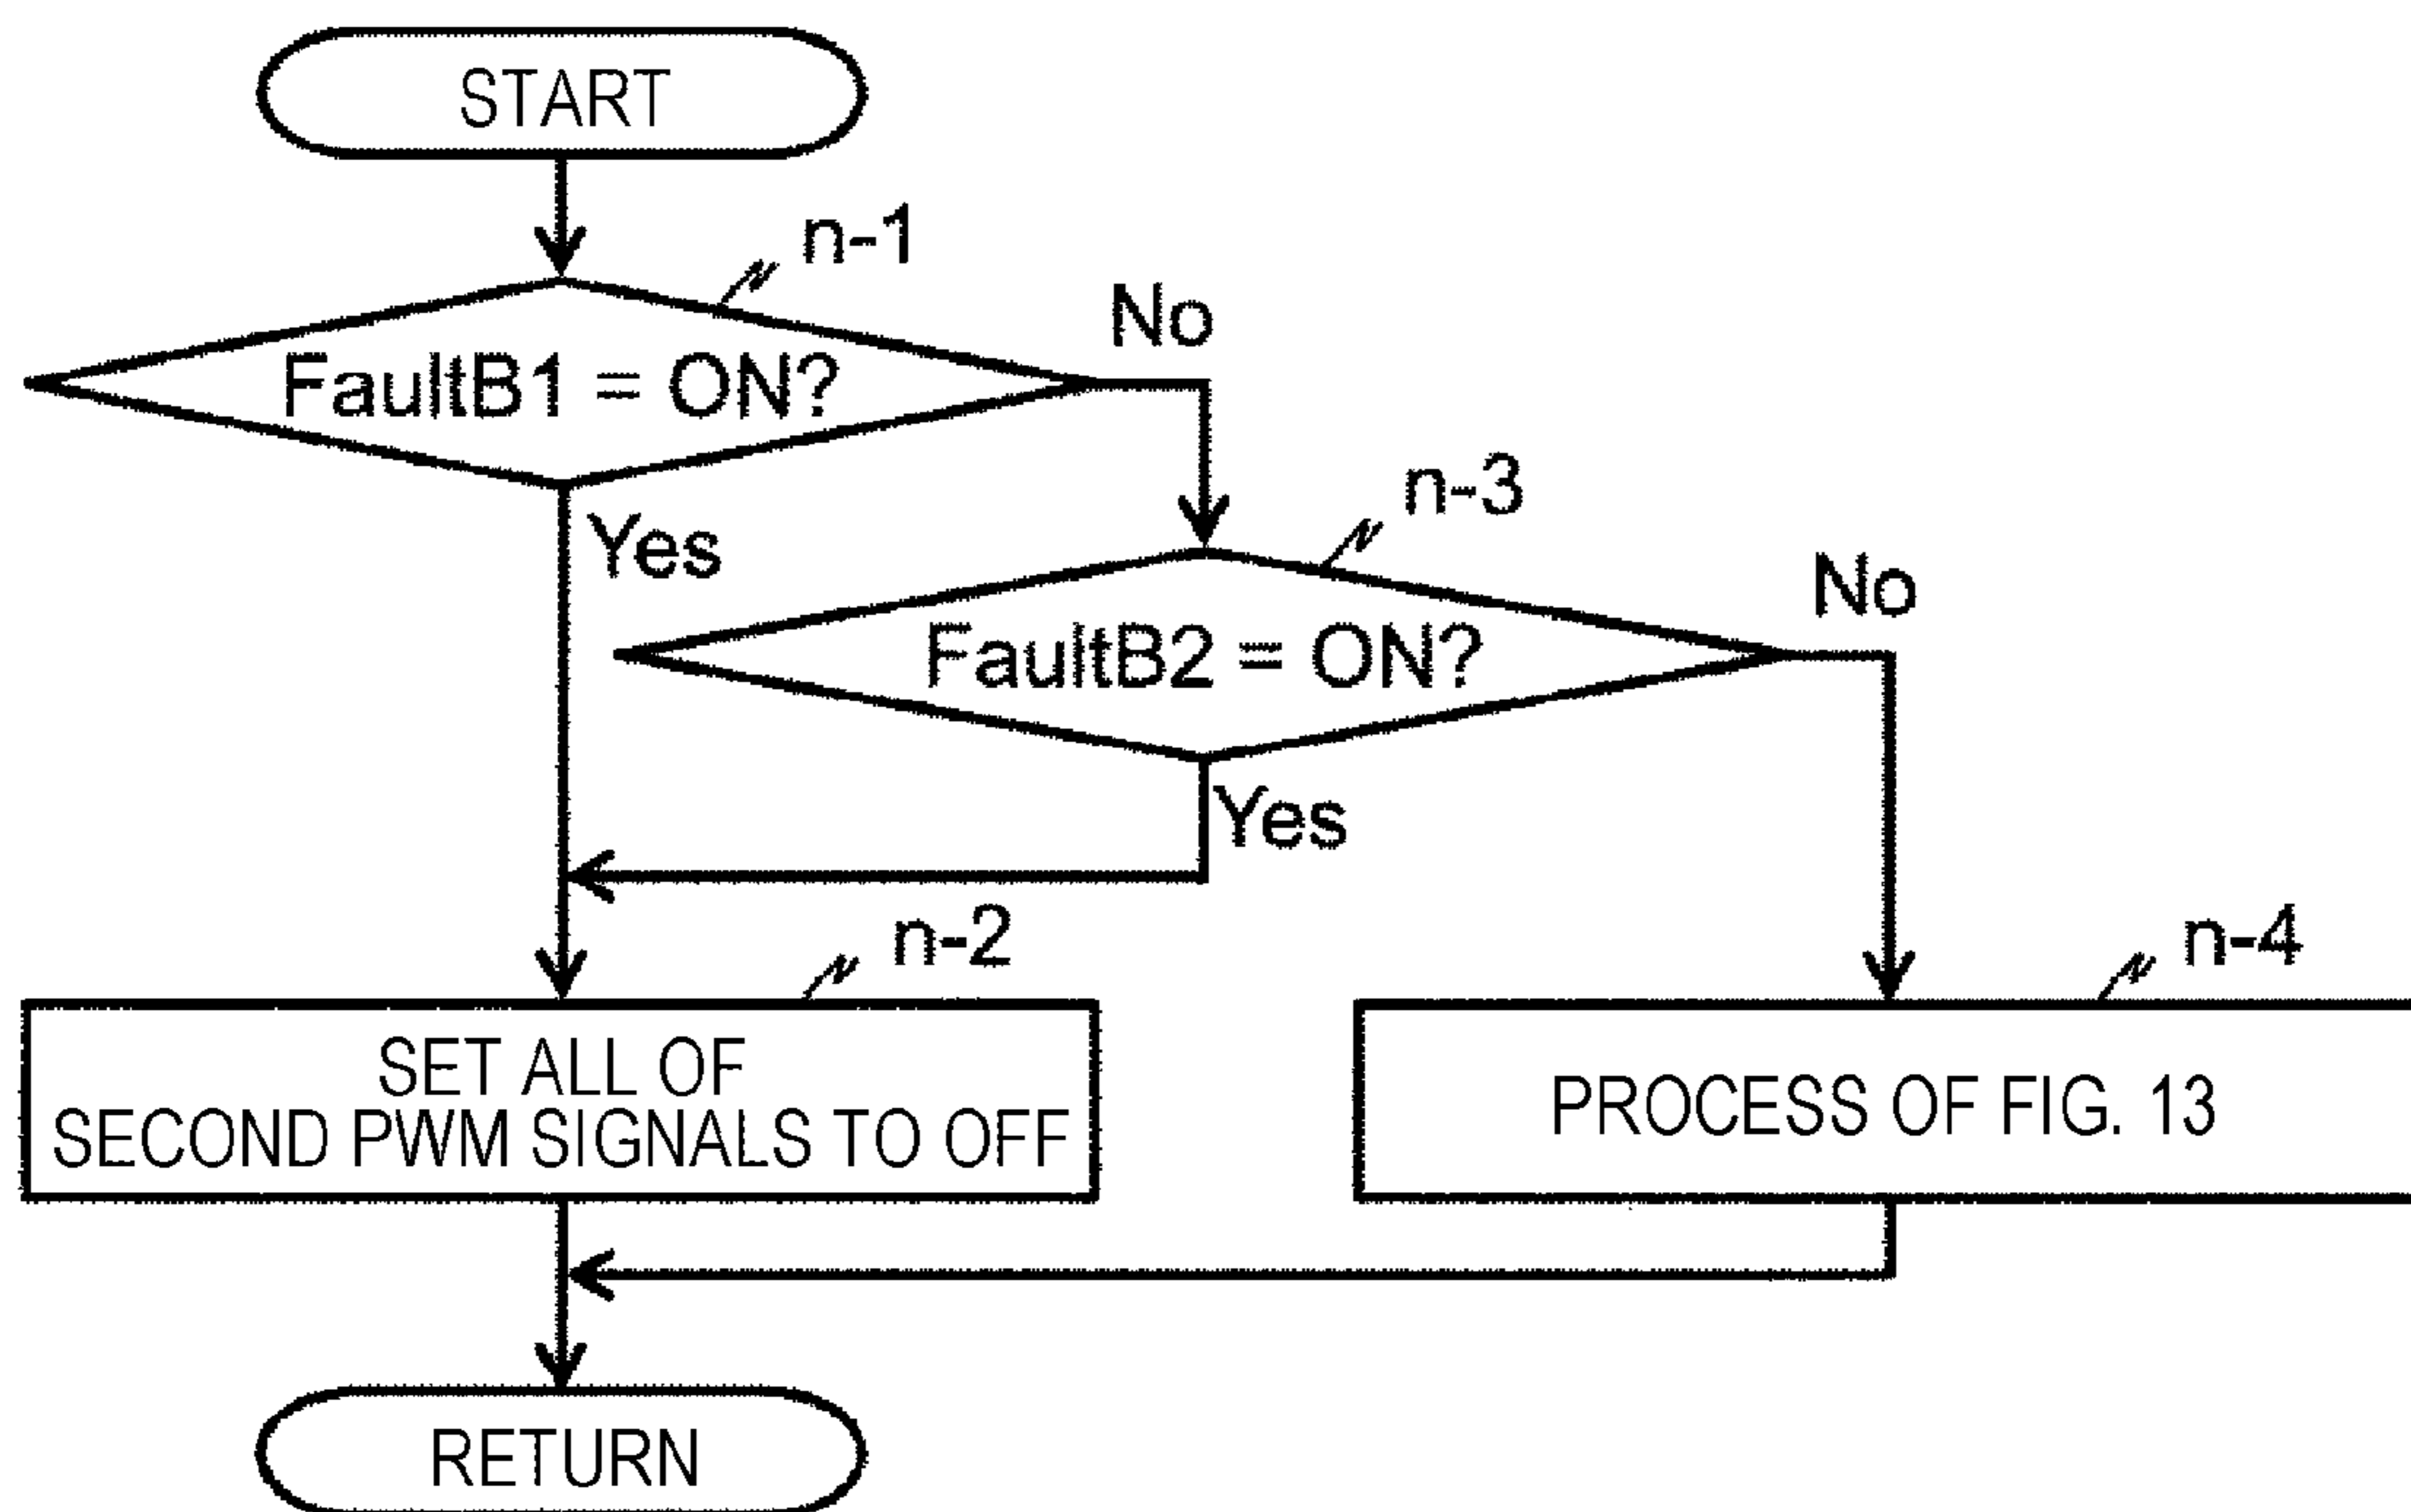 START
n-1
No
FaultB1 = ON?
n-3
Yes
No
FaultB2 = ON?
Yes
n-2
n-4
SET ALL OF
SECOND PWM SIGNALS TO OFF
PROCESS OF FIG. 13
RETURN